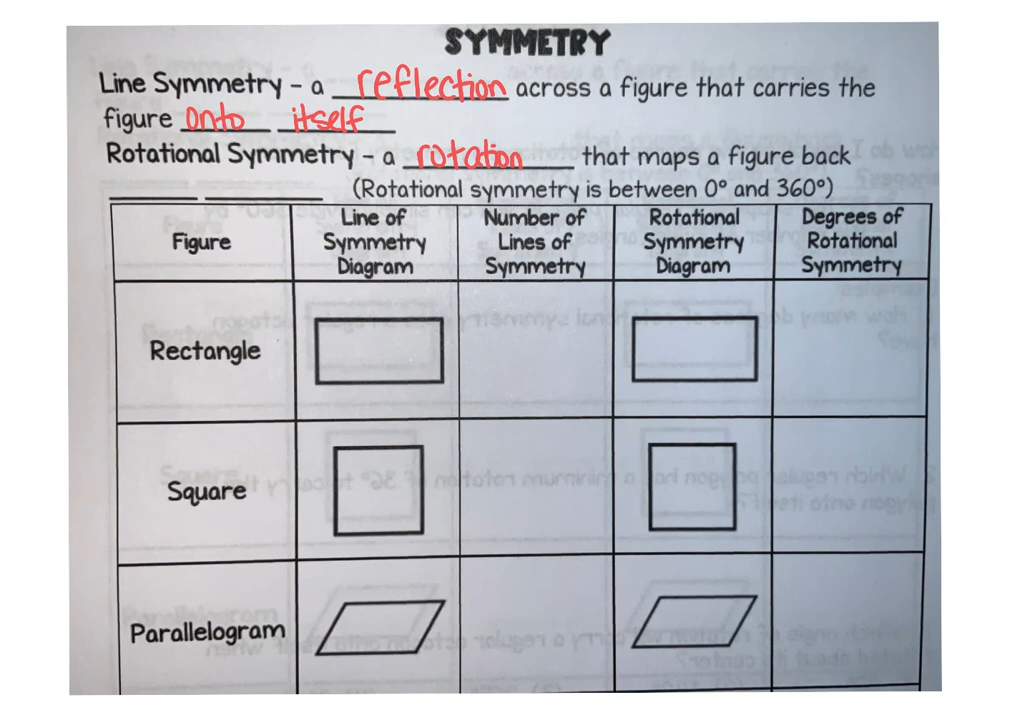 SYMMETRY
Line Symmetry - a reflection across a figure that carries the
figure onto itself
Rotational Symmetry - a rotation that maps a figure back
(Rotational symmetry is between 0° and 360°)
Figure
Line of
Symmetry
Diagram
Number of
Lines of
Symmetry
Rotational
Symmetry
Diagram
Degrees of
Rotational
Symmetry
Rectangle
Square
Parallelogram